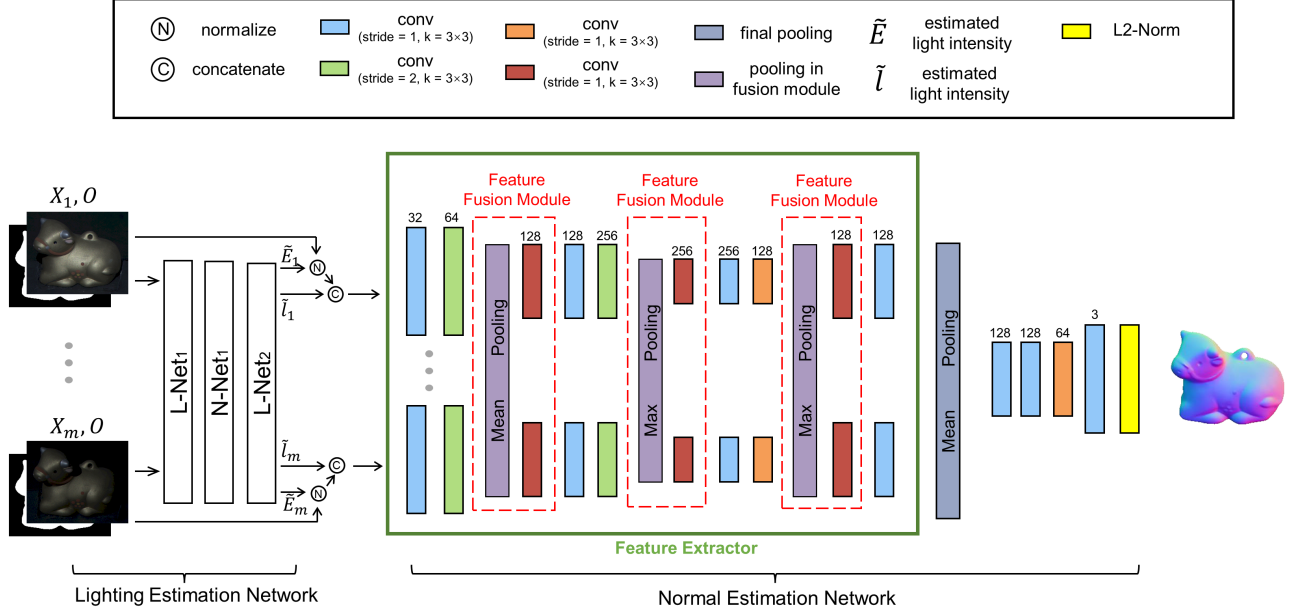 N normalize
conv
(stride = 1, k = 3×3)
conv
(stride = 1, k = 3×3)
final pooling
Ẽ estimated
light intensity
L2-Norm
C concatenate
conv
(stride = 2, k = 3×3)
conv
(stride = 1, k = 3×3)
pooling in
fusion module
l̃ estimated
light intensity
X₁, O
L-Net₁
N-Net₁
L-Net₂
Ẽ₁
N
C
l̃₁
Xₘ, O
l̃ₘ
C
N
Ẽₘ
Feature
Fusion Module
Feature
Fusion Module
Feature
Fusion Module
32
64
128
128
256
256
256
128
128
128
Mean Pooling
Max Pooling
Max Pooling
Mean Pooling
128
128
64
3
Feature Extractor
Lighting Estimation Network
Normal Estimation Network